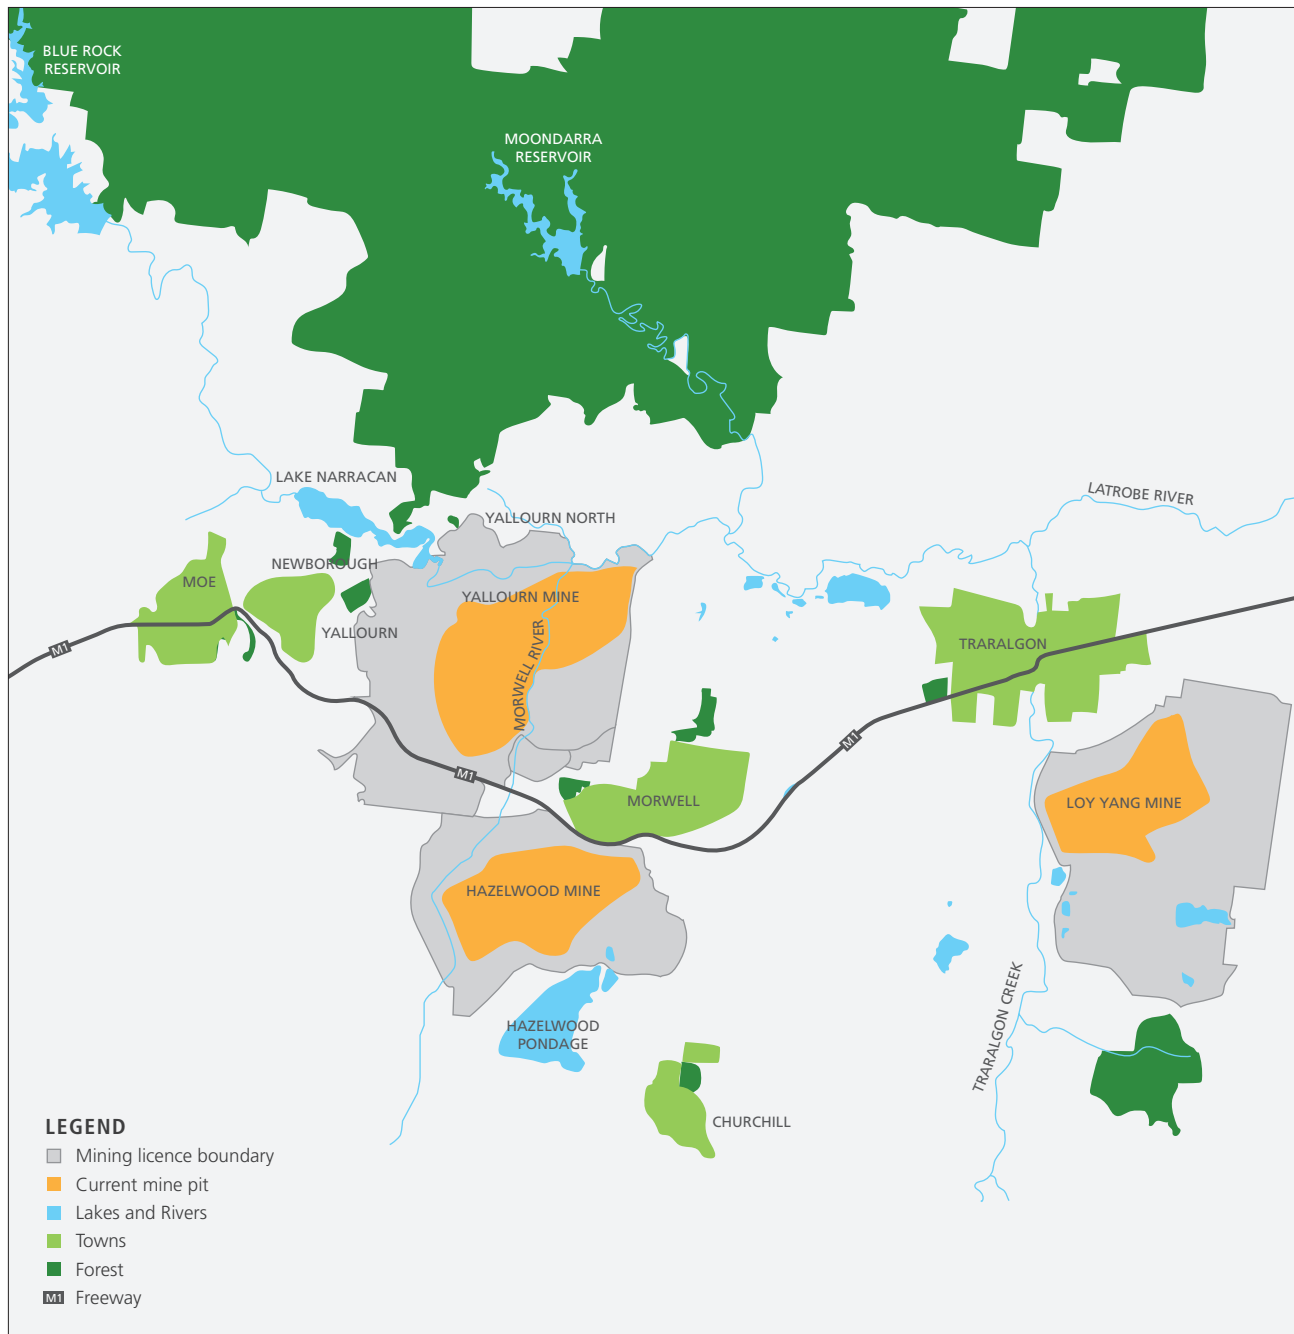 BLUE ROCK
RESERVOIR
MOONDARRA
RESERVOIR
LAKE NARRACAN
LATROBE RIVER
YALLOURN NORTH
NEWBOROUGH
MOE
YALLOURN MINE
YALLOURN
MORWELL RIVER
TRARALGON
M1
M1
M1
MORWELL
LOY YANG MINE
HAZELWOOD MINE
HAZELWOOD
PONDAGE
TRARALGON CREEK
CHURCHILL
LEGEND
Mining licence boundary
Current mine pit
Lakes and Rivers
Towns
Forest
M1 Freeway